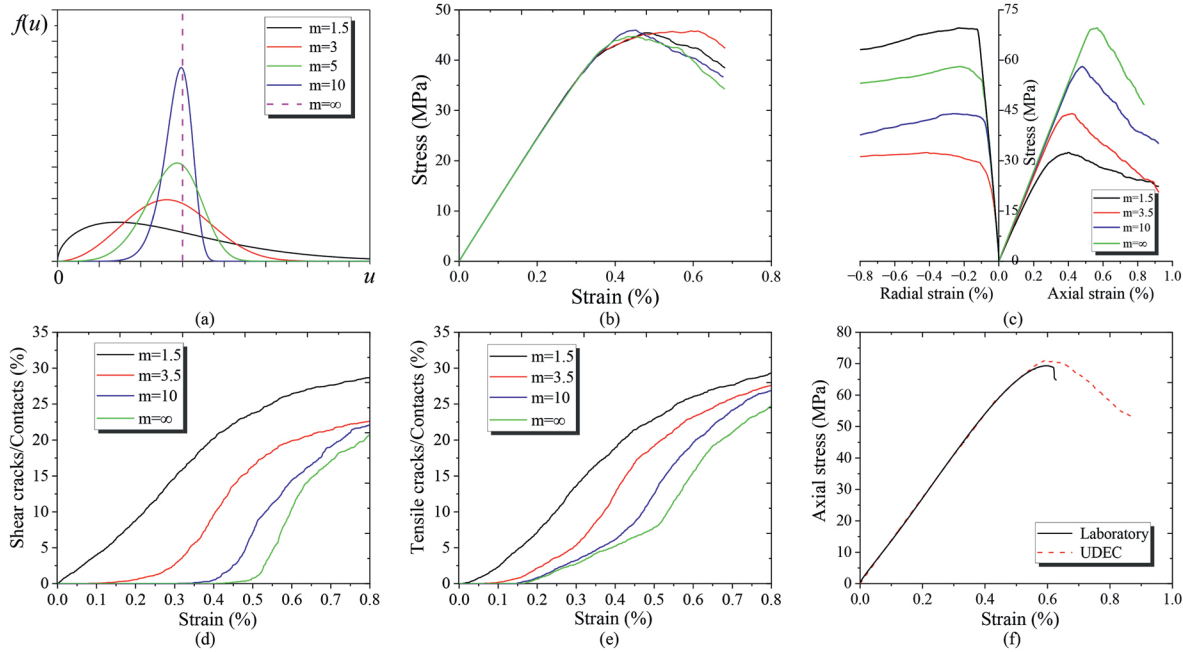 f(u)
m=1.5
m=3
m=5
m=10
m=∞
0
u
(a)
Stress (MPa)
50
40
30
20
10
0
0.0 0.2 0.4 0.6 0.8
Strain (%)
(b)
75
60
45
30
15
0
Stress (MPa)
m=1.5
m=3.5
m=10
m=∞
−0.8 −0.6 −0.4 −0.2 0.0 0.2 0.4 0.6 0.8 1.0
Radial strain (%) Axial strain (%)
(c)
Shear cracks/Contacts (%)
35
30
25
20
15
10
5
0
m=1.5
m=3.5
m=10
m=∞
0.0 0.1 0.2 0.3 0.4 0.5 0.6 0.7 0.8
Strain (%)
(d)
Tensile cracks/Contacts (%)
35
30
25
20
15
10
5
0
m=1.5
m=3.5
m=10
m=∞
0.0 0.1 0.2 0.3 0.4 0.5 0.6 0.7 0.8
Strain (%)
(e)
Axial stress (MPa)
80
70
60
50
40
30
20
10
0
Laboratory
UDEC
0.0 0.2 0.4 0.6 0.8 1.0
Strain (%)
(f)